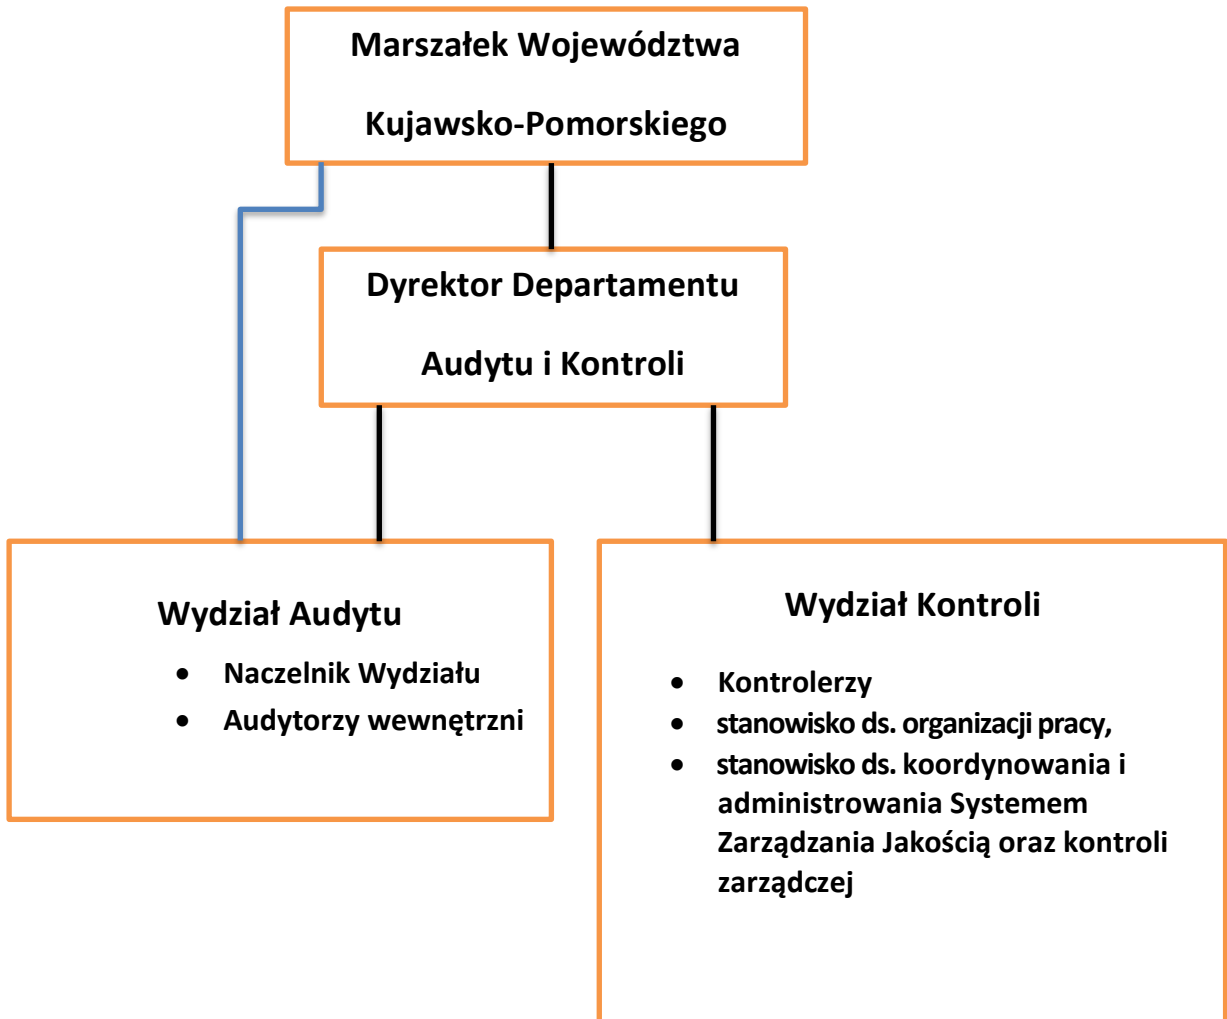 Marszałek Województwa
Kujawsko-Pomorskiego
Dyrektor Departamentu
Audytu i Kontroli
Wydział Audytu
• Naczelnik Wydziału
• Audytorzy wewnętrzni
Wydział Kontroli
• Kontrolerzy
• stanowisko ds. organizacji pracy,
• stanowisko ds. koordynowania i
administrowania Systemem
Zarządzania Jakością oraz kontroli
zarządczej